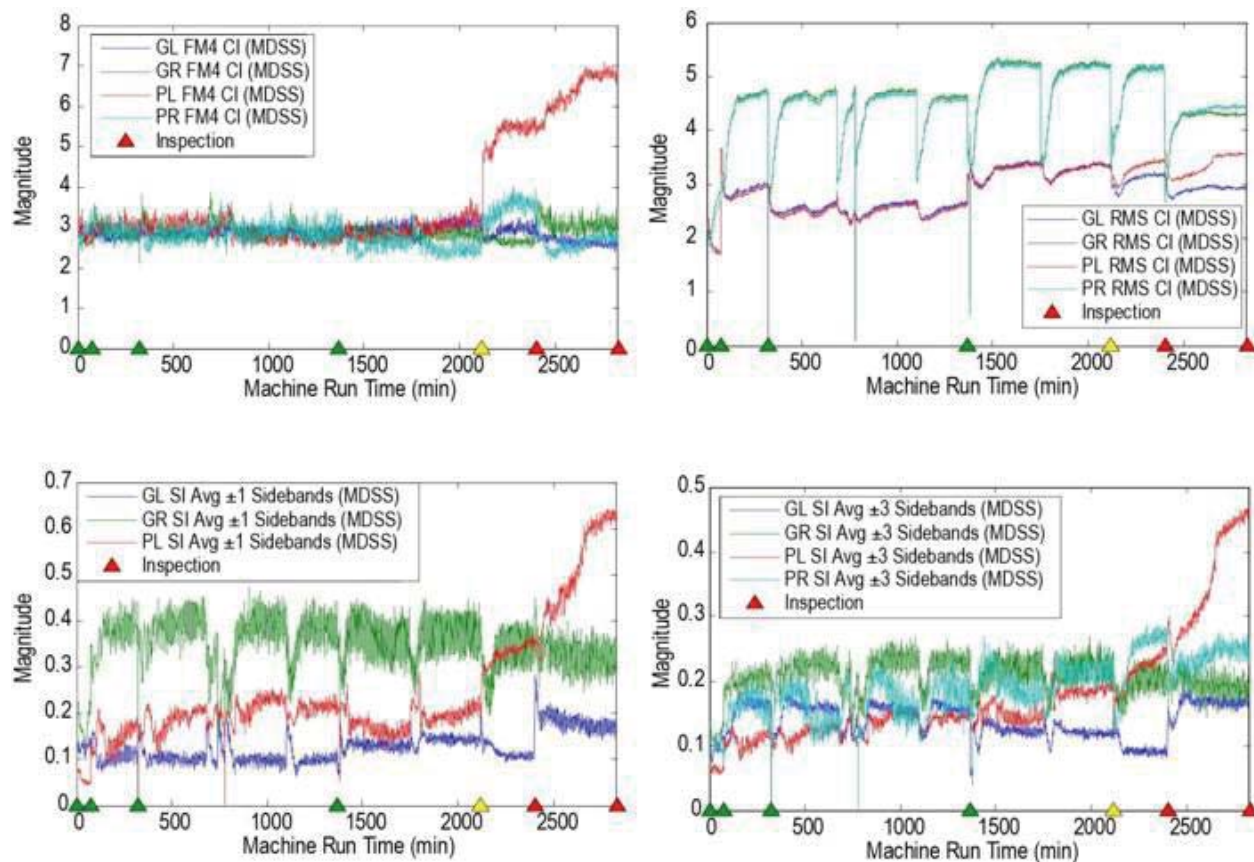 8
7
6
5
4
3
2
1
0
Magnitude
GL FM4 CI (MDSS)
GR FM4 CI (MDSS)
PL FM4 CI (MDSS)
PR FM4 CI (MDSS)
Inspection
0 500 1000 1500 2000 2500
Machine Run Time (min)
6
5
4
3
2
1
0
Magnitude
GL RMS CI (MDSS)
GR RMS CI (MDSS)
PL RMS CI (MDSS)
PR RMS CI (MDSS)
Inspection
0 500 1000 1500 2000 2500
Machine Run Time (min)
0.7
0.6
0.5
0.4
0.3
0.2
0.1
0
Magnitude
GL SI Avg ±1 Sidebands (MDSS)
GR SI Avg ±1 Sidebands (MDSS)
PL SI Avg ±1 Sidebands (MDSS)
Inspection
0 500 1000 1500 2000 2500
Machine Run Time (min)
0.5
0.4
0.3
0.2
0.1
0
Magnitude
GL SI Avg ±3 Sidebands (MDSS)
GR SI Avg ±3 Sidebands (MDSS)
PL SI Avg ±3 Sidebands (MDSS)
PR SI Avg ±3 Sidebands (MDSS)
Inspection
0 500 1000 1500 2000 2500
Machine Run Time (min)